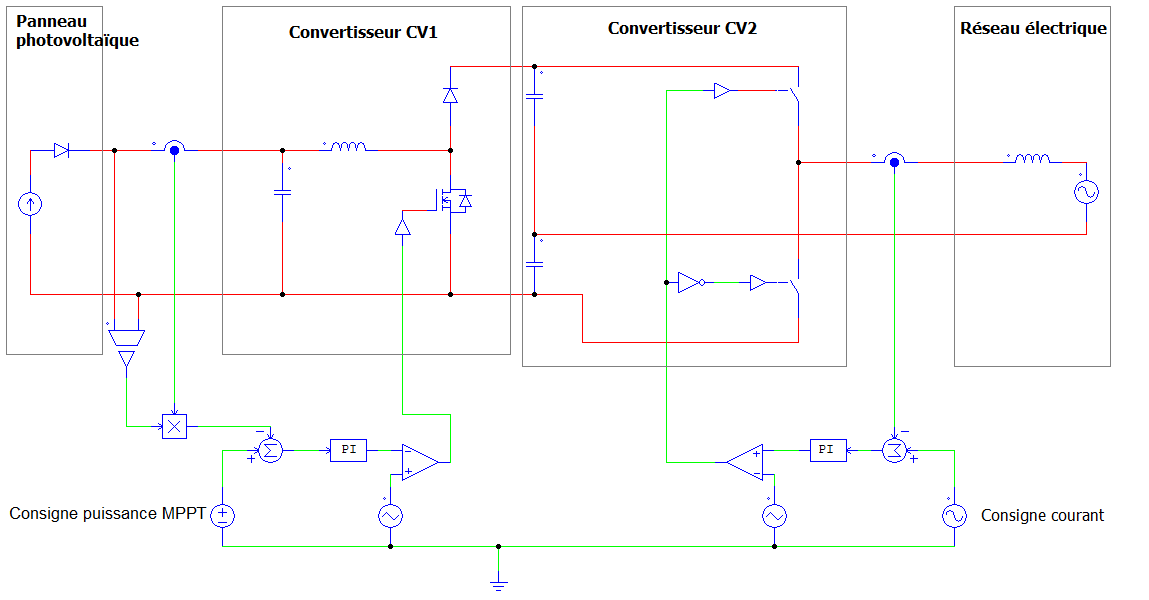 Panneau
photovoltaïque
Convertisseur CV1
Convertisseur CV2
Réseau électrique
PI
PI
Consigne puissance MPPT
Consigne courant